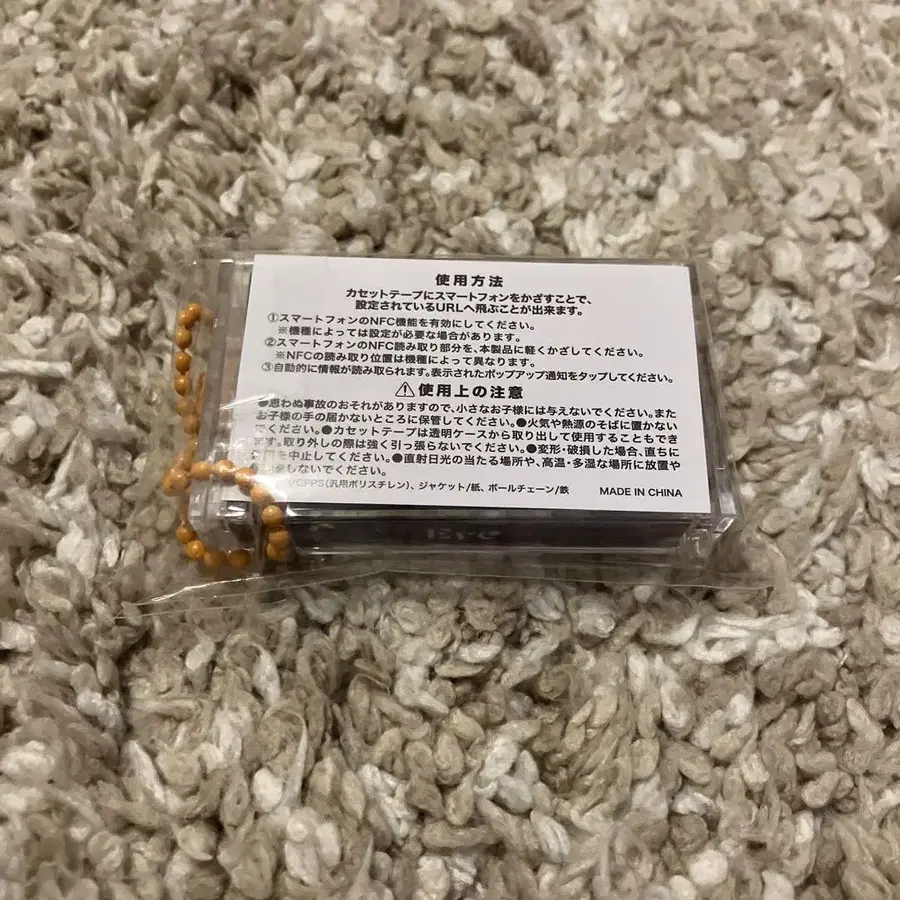 使用方法
カセットテープにスマートフォンをかざすことで、
設定されているURLへ飛ぶことが出来ます。
①スマートフォンのNFC機能を有効にしてください。
※機種によっては設定が必要な場合があります。
②スマートフォンのNFC読み取り部分を、本製品に軽くかざしてください。
※NFCの読み取り位置は機種によって異なります。
③自動的に情報が読み取られます。表示されたポップアップ通知をタップしてください。
⚠使用上の注意
●思わぬ事故のおそれがありますので、小さなお子様には与えないでください。また
お子様の手の届かないところに保管してください。●火気や熱源のそばに置かない
でください。●カセットテープは透明ケースから取り出して使用することもでき
ます。取り外しの際は強く引っ張らないでください。●変形・破損した場合、直ちに
を中止してください。●直射日光の当たる場所や、高温・多湿な場所に放置や
しないでください。
GPPS(汎用ポリスチレン)、ジャケット/紙、ボールチェーン/鉄 MADE IN CHINA